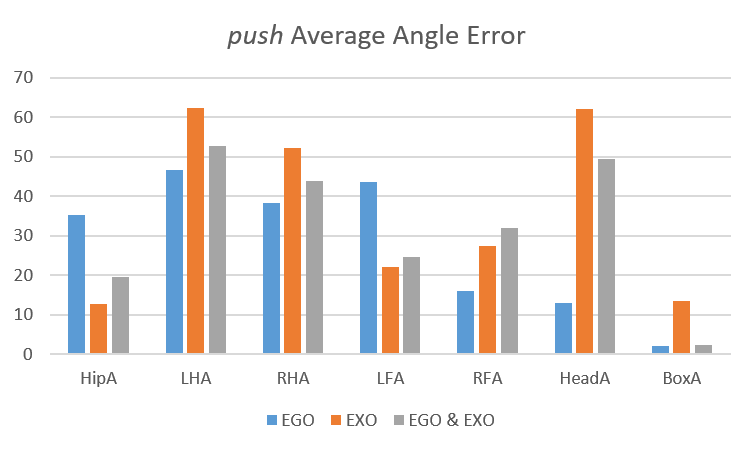 push Average Angle Error
70
60
50
40
30
20
10
0
HipA LHA RHA LFA RFA HeadA BoxA
EGO EXO EGO & EXO